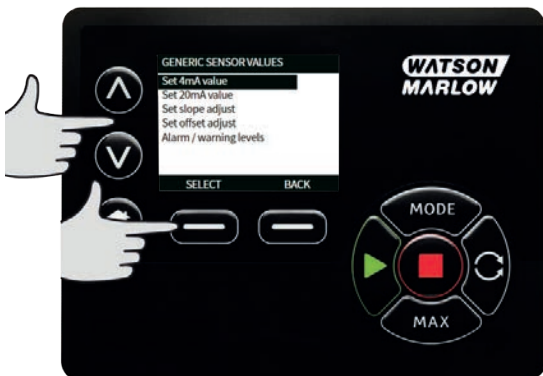 GENERIC SENSOR VALUES
Set 4mA value
Set 20mA value
Set slope adjust
Set offset adjust
Alarm / warning levels
SELECT BACK
WATSON
MARLOW
MODE
MAX